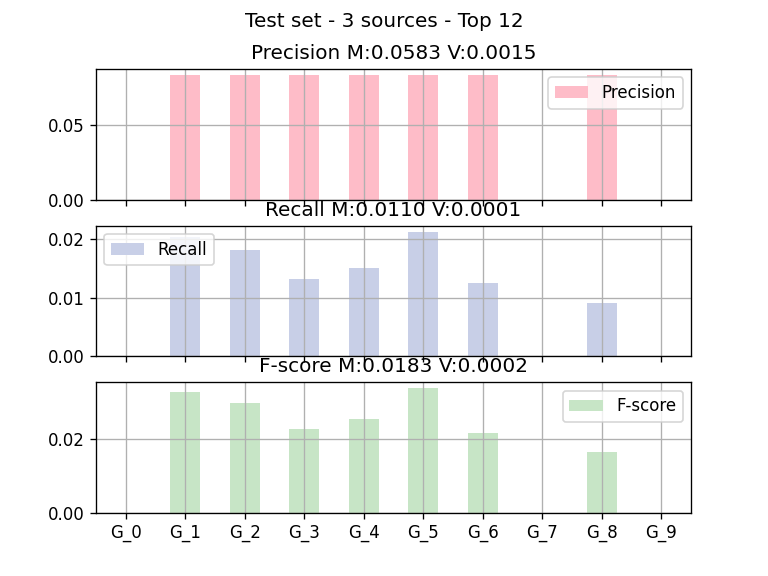 Test set - 3 sources - Top 12
Precision M:0.0583 V:0.0015
Precision
0.05
0.00
Recall M:0.0110 V:0.0001
Recall
0.02
0.01
0.00
F-score M:0.0183 V:0.0002
F-score
0.02
0.00
G_0 G_1 G_2 G_3 G_4 G_5 G_6 G_7 G_8 G_9